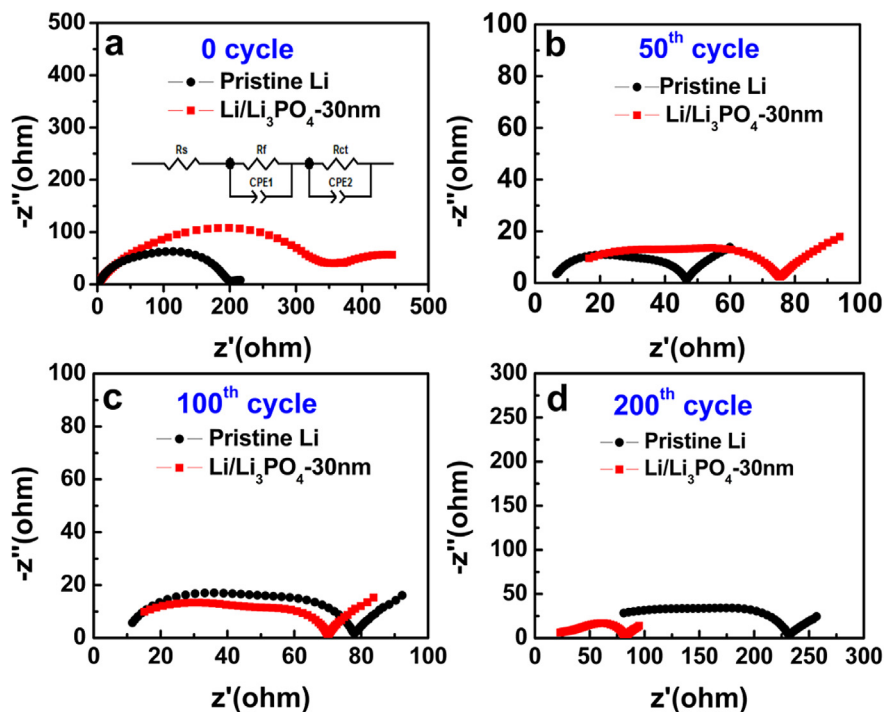 a
0 cycle
Pristine Li
Li/Li₃PO₄-30nm
Rs Rf Rct
CPE1 CPE2
500
400
300
200
100
0
0 100 200 300 400 500
-z''(ohm)
z'(ohm)
b
50th cycle
Pristine Li
Li/Li₃PO₄-30nm
100
80
60
40
20
0
0 20 40 60 80 100
-z''(ohm)
z'(ohm)
c
100th cycle
Pristine Li
Li/Li₃PO₄-30nm
100
80
60
40
20
0
0 20 40 60 80 100
-z''(ohm)
z'(ohm)
d
200th cycle
Pristine Li
Li/Li₃PO₄-30nm
300
250
200
150
100
50
0
0 50 100 150 200 250 300
-z''(ohm)
z'(ohm)